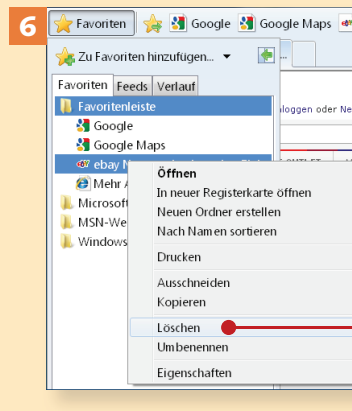 6
Favoriten Google Google Maps
Zu Favoriten hinzufügen...
Favoriten Feeds Verlauf
Favoritenleiste
Google
Google Maps
ebay
Mehr
Microsoft
MSN-We
Windows
loggen oder Ne
Öffnen
In neuer Registerkarte öffnen
Neuen Ordner erstellen
Nach Namen sortieren
Drucken
Ausschneiden
Kopieren
Löschen
Umbenennen
Eigenschaften